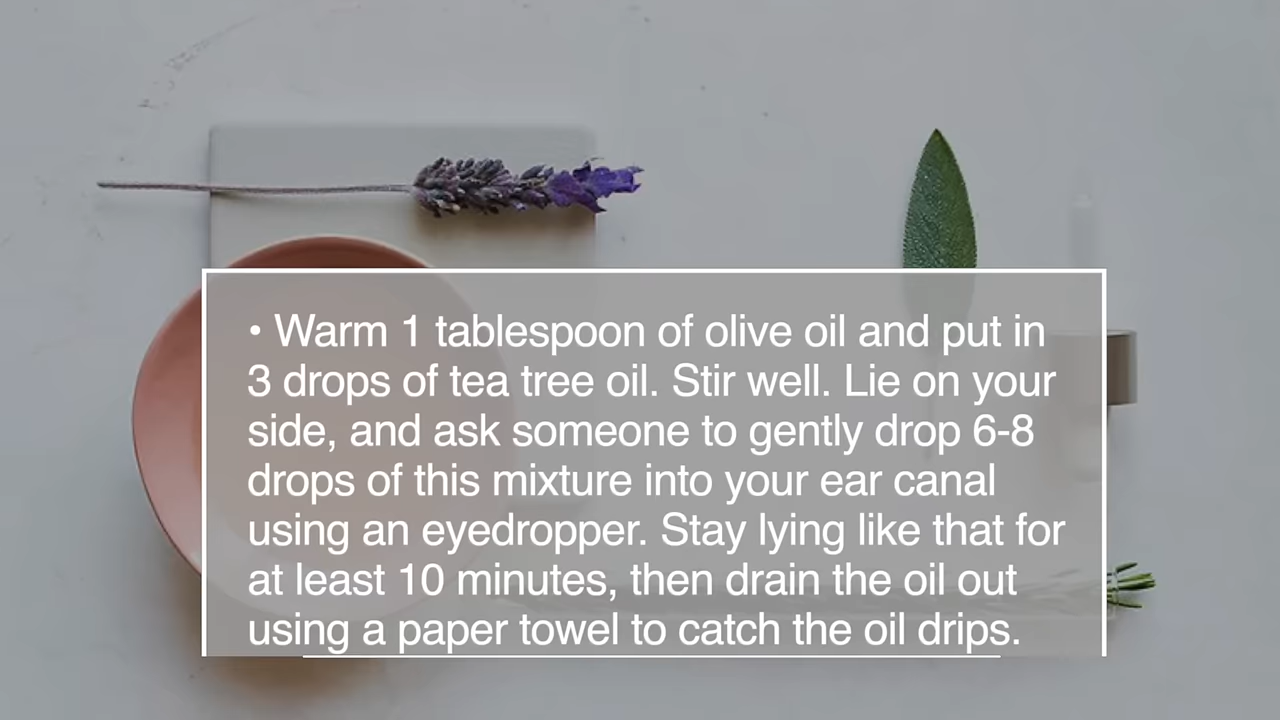 • Warm 1 tablespoon of olive oil and put in
3 drops of tea tree oil. Stir well. Lie on your
side, and ask someone to gently drop 6-8
drops of this mixture into your ear canal
using an eyedropper. Stay lying like that for
at least 10 minutes, then drain the oil out
using a paper towel to catch the oil drips.